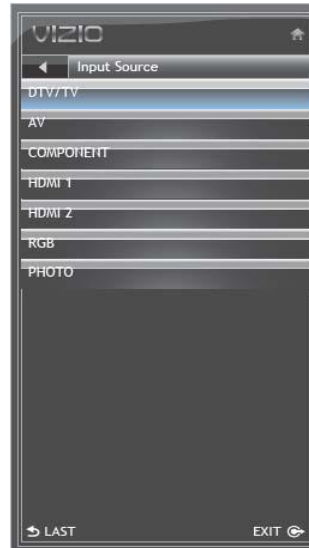 VIZIO
Input Source
DTV/TV
AV
COMPONENT
HDMI 1
HDMI 2
RGB
PHOTO
LAST
EXIT